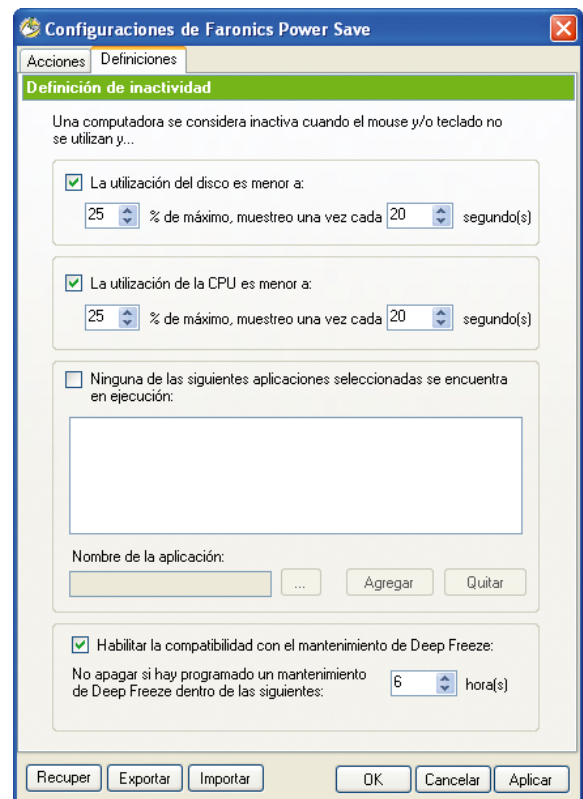 Configuraciones de Faronics Power Save
Acciones Definiciones
Definición de inactividad
Una computadora se considera inactiva cuando el mouse y/o teclado no
se utilizan y...
La utilización del disco es menor a:
25 % de máximo, muestreo una vez cada 20 segundo(s)
La utilización de la CPU es menor a:
25 % de máximo, muestreo una vez cada 20 segundo(s)
Ninguna de las siguientes aplicaciones seleccionadas se encuentra
en ejecución:
Nombre de la aplicación:
... Agregar Quitar
Habilitar la compatibilidad con el mantenimiento de Deep Freeze:
No apagar si hay programado un mantenimiento
de Deep Freeze dentro de las siguientes:
6 hora(s)
Recuper Exportar Importar OK Cancelar Aplicar